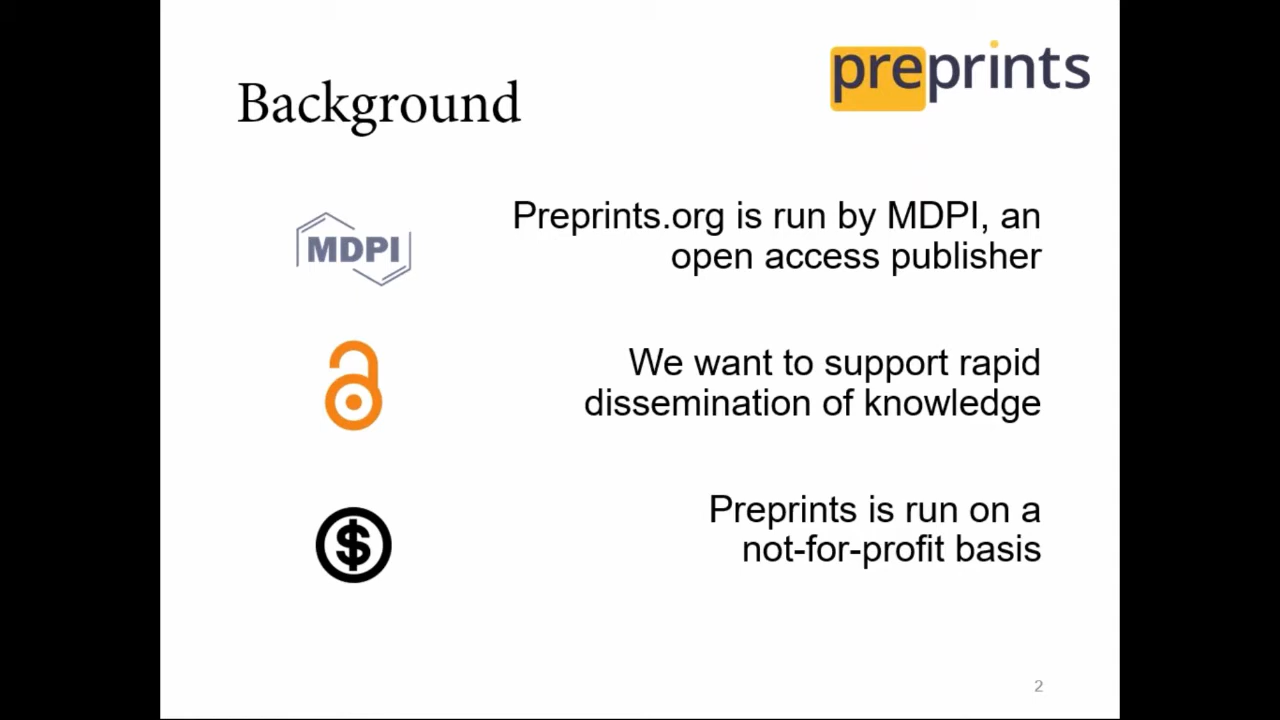 preprints
Background
MDPI
Preprints.org is run by MDPI, an
open access publisher
We want to support rapid
dissemination of knowledge
$
Preprints is run on a
not-for-profit basis
2